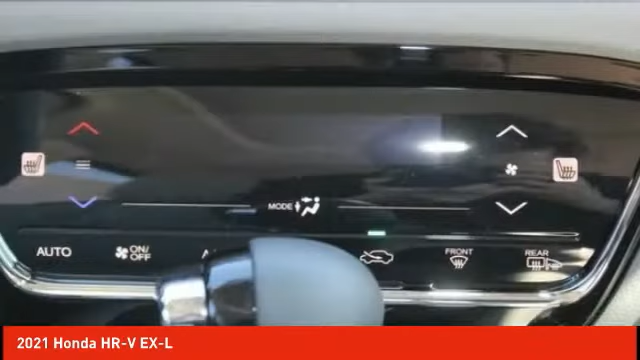 MODE
AUTO
ON/
OFF
FRONT
REAR
2021 Honda HR-V EX-L